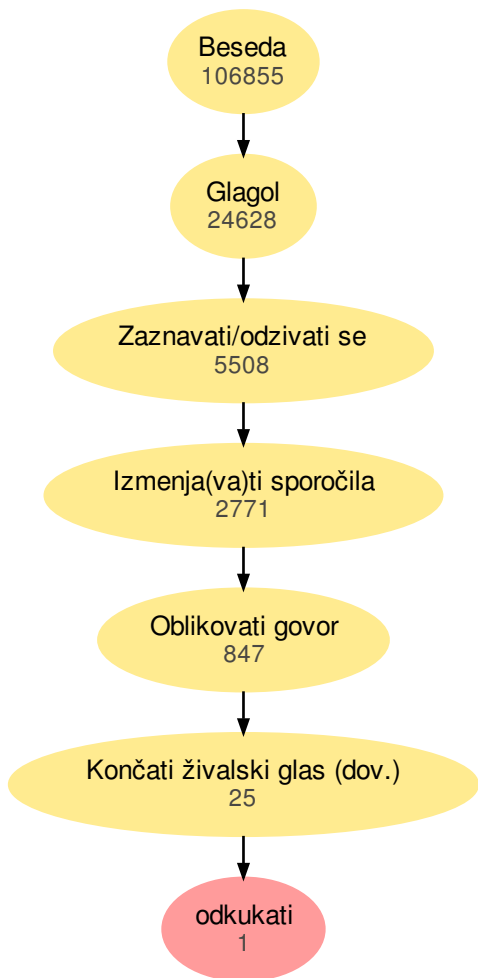 Beseda
106855
Glagol
24628
Zaznavati/odzivati se
5508
Izmenja(va)ti sporočila
2771
Oblikovati govor
847
Končati živalski glas (dov.)
25
odkukati
1